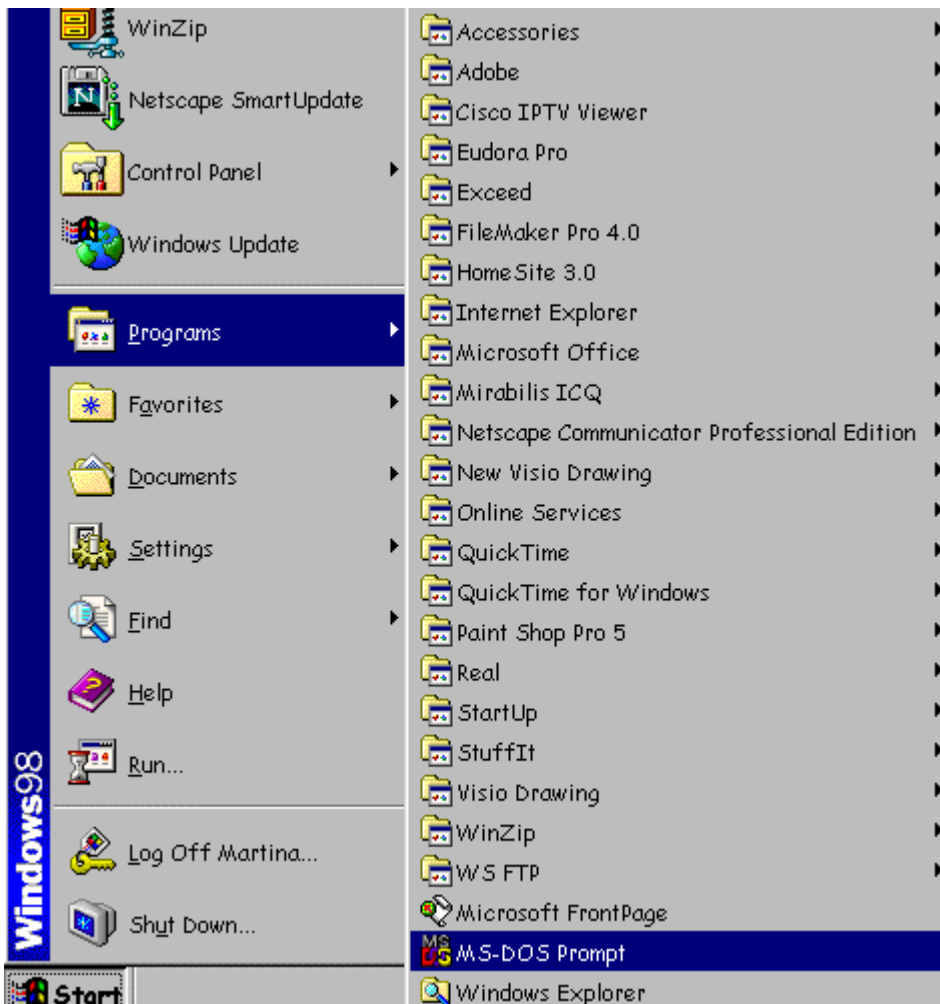 WinZip
Netscape SmartUpdate
Control Panel
Windows Update
Programs
Favorites
Documents
Settings
Find
Help
Run...
Log Off Martina...
Shut Down...
Windows98
Start
Accessories
Adobe
Cisco IPTV Viewer
Eudora Pro
Exceed
FileMaker Pro 4.0
HomeSite 3.0
Internet Explorer
Microsoft Office
Mirabilis ICQ
Netscape Communicator Professional Edition
New Visio Drawing
Online Services
QuickTime
QuickTime for Windows
Paint Shop Pro 5
Real
StartUp
StuffIt
Visio Drawing
WinZip
WS FTP
Microsoft FrontPage
MS-DOS Prompt
Windows Explorer